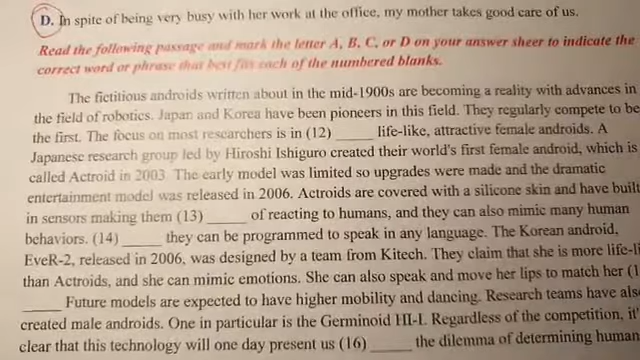 D. In spite of being very busy with her work at the office, my mother takes good care of us.
Read the following passage and mark the letter A, B, C, or D on your answer sheer to indicate the
correct word or phrase that best fits each of the numbered blanks.
The fictitious androids written about in the mid-1900s are becoming a reality with advances in
the field of robotics. Japan and Korea have been pioneers in this field. They regularly compete to be
the first. The focus on most researchers is in (12) _____ life-like, attractive female androids. A
Japanese research group led by Hiroshi Ishiguro created their world's first female android, which is
called Actroid in 2003. The early model was limited so upgrades were made and the dramatic
entertainment model was released in 2006. Actroids are covered with a silicone skin and have built
in sensors making them (13) _____ of reacting to humans, and they can also mimic many human
behaviors. (14) _____ they can be programmed to speak in any language. The Korean android,
EveR-2, released in 2006, was designed by a team from Kitech. They claim that she is more life-li
than Actroids, and she can mimic emotions. She can also speak and move her lips to match her (1
_____ Future models are expected to have higher mobility and dancing. Research teams have als
created male androids. One in particular is the Germinoid HI-I. Regardless of the competition, it'
clear that this technology will one day present us (16) _____ the dilemma of determining human